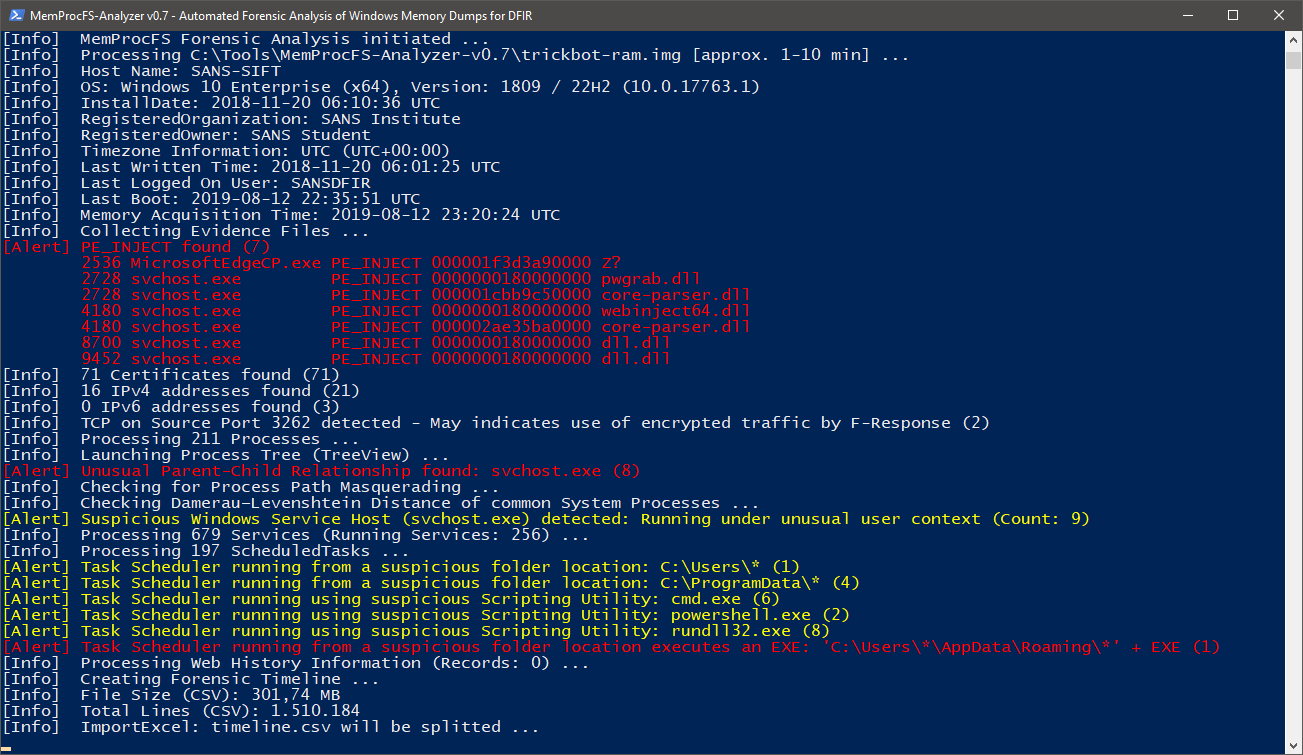 MemProcFS-Analyzer v0.7 - Automated Forensic Analysis of Windows Memory Dumps for DFIR
[Info] MemProcFS Forensic Analysis initiated ...
[Info] Processing C:\Tools\MemProcFS-Analyzer-v0.7\trickbot-ram.img [approx. 1-10 min] ...
[Info] Host Name: SANS-SIFT
[Info] OS: Windows 10 Enterprise (x64), Version: 1809 / 22H2 (10.0.17763.1)
[Info] InstallDate: 2018-11-20 06:10:36 UTC
[Info] RegisteredOrganization: SANS Institute
[Info] RegisteredOwner: SANS Student
[Info] Timezone Information: UTC (UTC+00:00)
[Info] Last Written Time: 2018-11-20 06:01:25 UTC
[Info] Last Logged On User: SANSDFIR
[Info] Last Boot: 2019-08-12 22:35:51 UTC
[Info] Memory Acquisition Time: 2019-08-12 23:20:24 UTC
[Info] Collecting Evidence Files ...
[Alert] PE_INJECT found (7)
2536 MicrosoftEdgeCP.exe PE_INJECT 000001f3d3a90000 Z?
2728 svchost.exe PE_INJECT 0000000180000000 pwgrab.dll
2728 svchost.exe PE_INJECT 000001cbb9c50000 core-parser.dll
4180 svchost.exe PE_INJECT 0000000180000000 webinject64.dll
4180 svchost.exe PE_INJECT 000002ae35ba0000 core-parser.dll
8700 svchost.exe PE_INJECT 0000000180000000 dll.dll
9452 svchost.exe PE_INJECT 0000000180000000 dll.dll
[Info] 71 Certificates found (71)
[Info] 16 IPv4 addresses found (21)
[Info] 0 IPv6 addresses found (3)
[Info] TCP on Source Port 3262 detected - May indicates use of encrypted traffic by F-Response (2)
[Info] Processing 211 Processes ...
[Info] Launching Process Tree (TreeView) ...
[Alert] Unusual Parent-Child Relationship found: svchost.exe (8)
[Info] Checking for Process Path Masquerading ...
[Info] Checking Damerau-Levenshtein Distance of common System Processes ...
[Alert] Suspicious Windows Service Host (svchost.exe) detected: Running under unusual user context (Count: 9)
[Info] Processing 679 Services (Running Services: 256) ...
[Info] Processing 197 ScheduledTasks ...
[Alert] Task Scheduler running from a suspicious folder location: C:\Users\* (1)
[Alert] Task Scheduler running from a suspicious folder location: C:\ProgramData\* (4)
[Alert] Task Scheduler running using suspicious Scripting Utility: cmd.exe (6)
[Alert] Task Scheduler running using suspicious Scripting Utility: powershell.exe (2)
[Alert] Task Scheduler running using suspicious Scripting Utility: rundll32.exe (8)
[Alert] Task Scheduler running from a suspicious folder location executes an EXE: 'C:\Users\*\AppData\Roaming\*' + EXE (1)
[Info] Processing Web History Information (Records: 0) ...
[Info] Creating Forensic Timeline ...
[Info] File Size (CSV): 301,74 MB
[Info] Total Lines (CSV): 1.510.184
[Info] ImportExcel: timeline.csv will be splitted ...